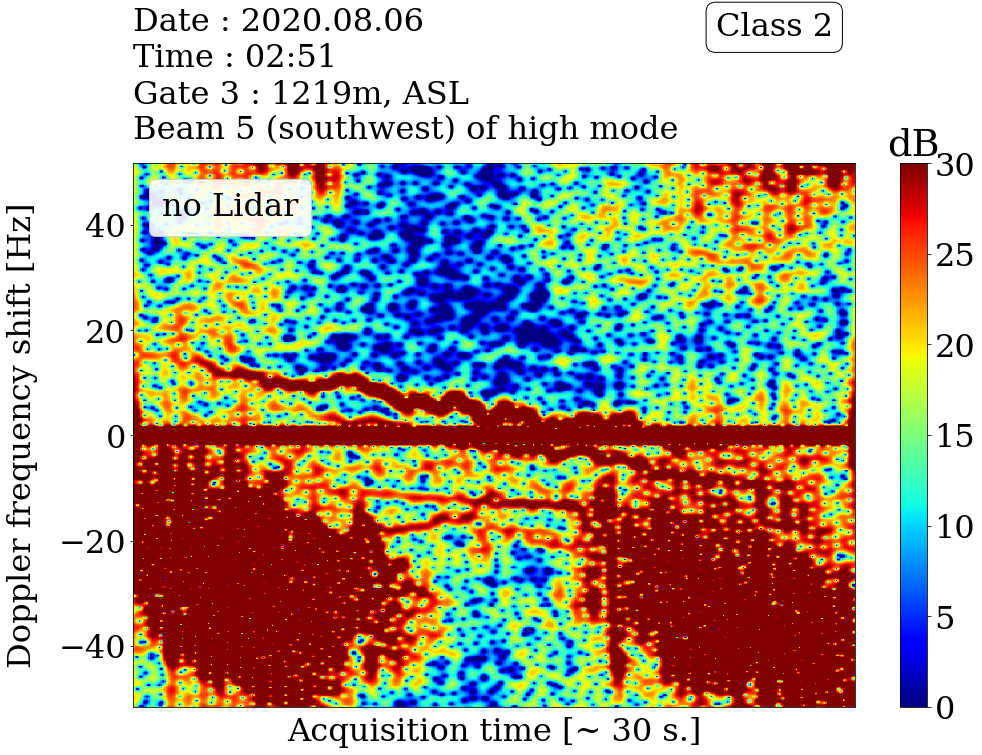 Date : 2020.08.06
Time : 02:51
Gate 3 : 1219m, ASL
Beam 5 (southwest) of high mode
Class 2
dB
no Lidar
Doppler frequency shift [Hz]
40
20
0
−20
−40
30
25
20
15
10
5
0
Acquisition time [~ 30 s.]